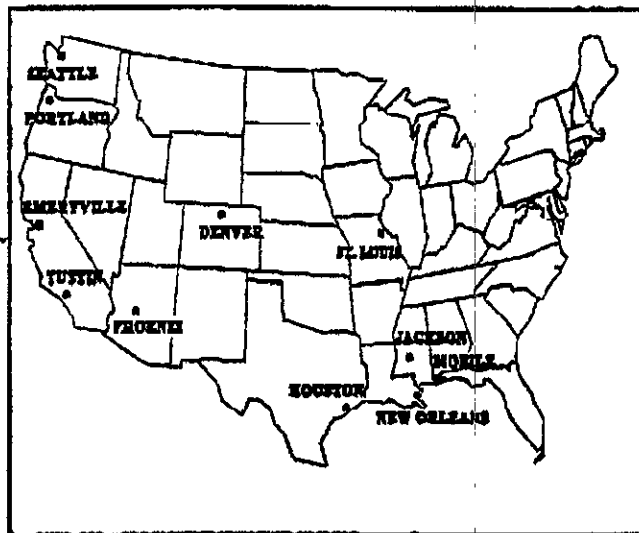 SEATTLE
PORTLAND
EMERYVILLE
DENVER
ST. LOUIS
TUSTIN
PHOENIX
JACKSON
MOBILE
HOUSTON
NEW ORLEANS